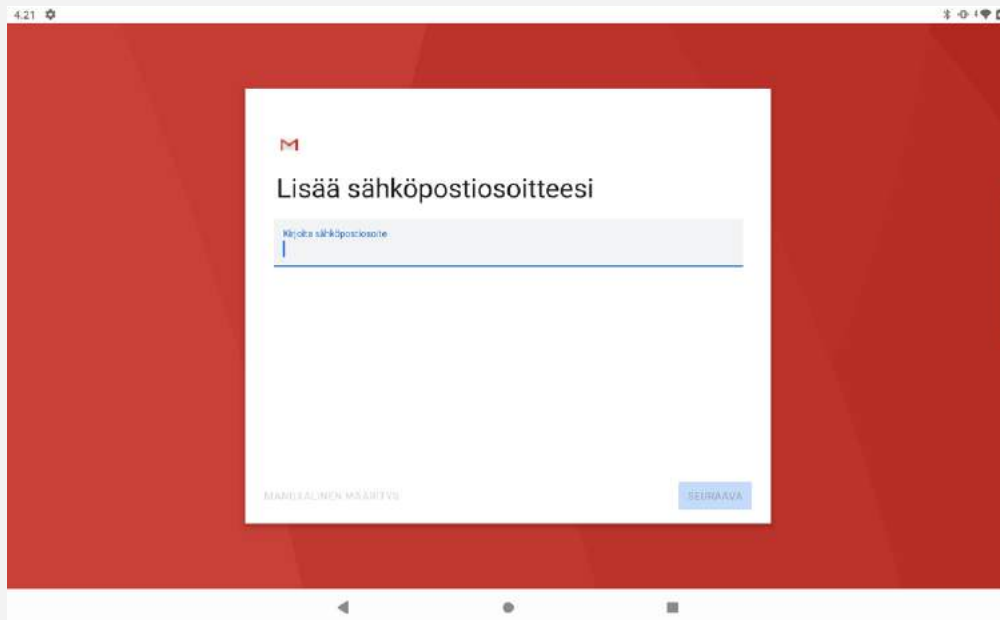 4.21
Lisää sähköpostiosoitteesi
Kirjoita sähköpostiosoite
MANUAALINEN MÄÄRITYS
SEURAAVA